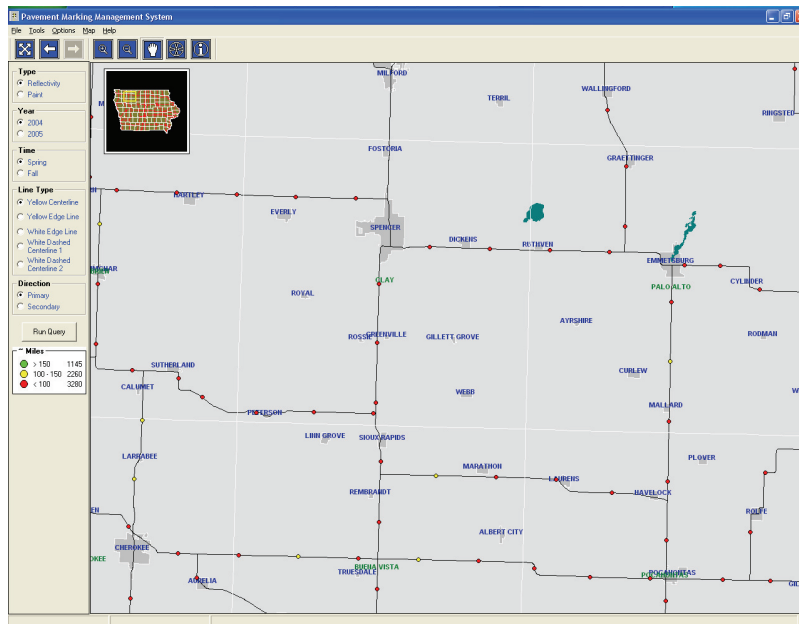 Pavement Marking Management System
File Tools Options Map Help
Type
Reflectivity
Paint
Year
2004
2005
Time
Spring
Fall
Line Type
Yellow Centerline
Yellow Edge Line
White Edge Line
White Dashed
Centerline 1
White Dashed
Centerline 2
Direction
Primary
Secondary
Run Query
~ Miles
> 150 1145
100 - 150 2260
< 100 3280
MILFORD
TERRIL
WALLINGFORD
RINGSTED
FOSTORIA
GRAETTINGER
HARTLEY
EVERLY
SPENCER
DICKENS
RUTHVEN
EMMETSBURG
CYLINDER
CLAY
PALO ALTO
ROYAL
AYRSHIRE
ROSSIE
GREENVILLE
GILLETT GROVE
RODMAN
SUTHERLAND
CURLEW
CALUMET
WEBB
MALLARD
PETERSON
LINN GROVE
SIOUX RAPIDS
LARRABEE
MARATHON
PLOVER
LAURENS
REMBRANDT
HAVELOCK
ROLFE
ALBERT CITY
CHEROKEE
OKEE
TRUESDALE
BUENA VISTA
POCAHONTAS
POCAHONTAS
AURELIA